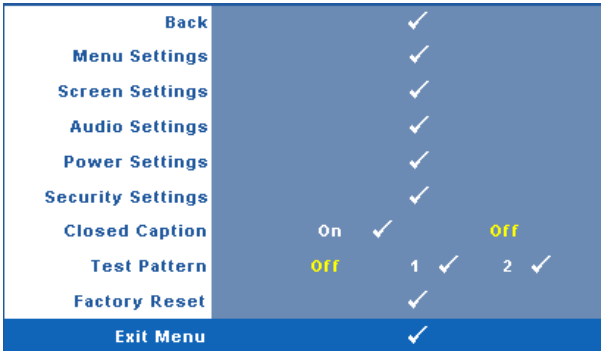 Back ✓
Menu Settings ✓
Screen Settings ✓
Audio Settings ✓
Power Settings ✓
Security Settings ✓
Closed Caption On ✓ Off
Test Pattern Off 1 ✓ 2 ✓
Factory Reset ✓
Exit Menu ✓